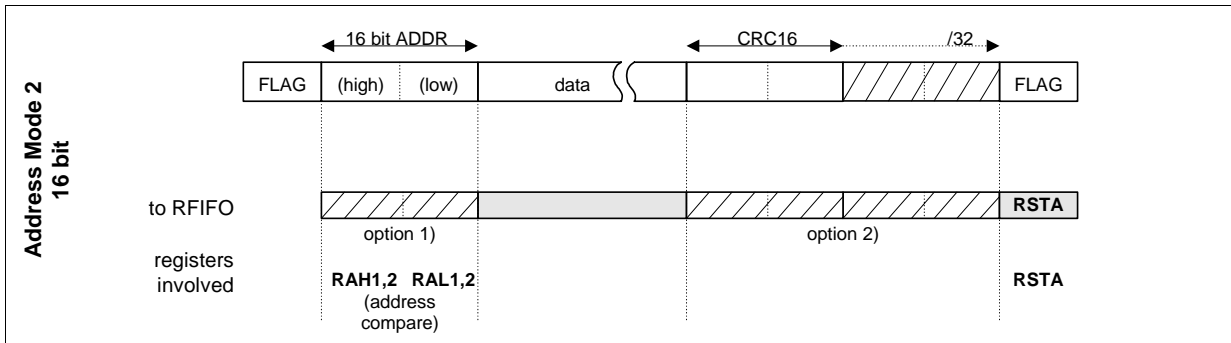 Address Mode 2
16 bit
16 bit ADDR CRC16 /32
FLAG (high) (low) data FLAG
to RFIFO RSTA
option 1) option 2)
registers
involved RAH1,2 RAL1,2 RSTA
(address
compare)